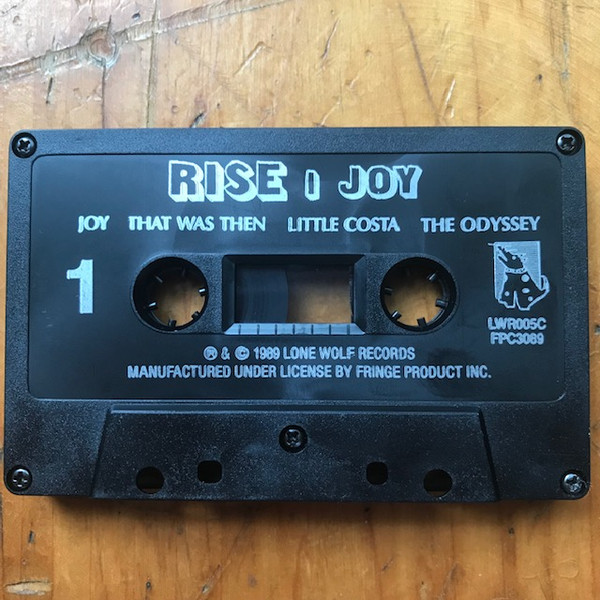 RISE | JOY
JOY THAT WAS THEN LITTLE COSTA THE ODYSSEY
1
LWR005C
FPC3089
℗ & © 1989 LONE WOLF RECORDS
MANUFACTURED UNDER LICENSE BY FRINGE PRODUCT INC.